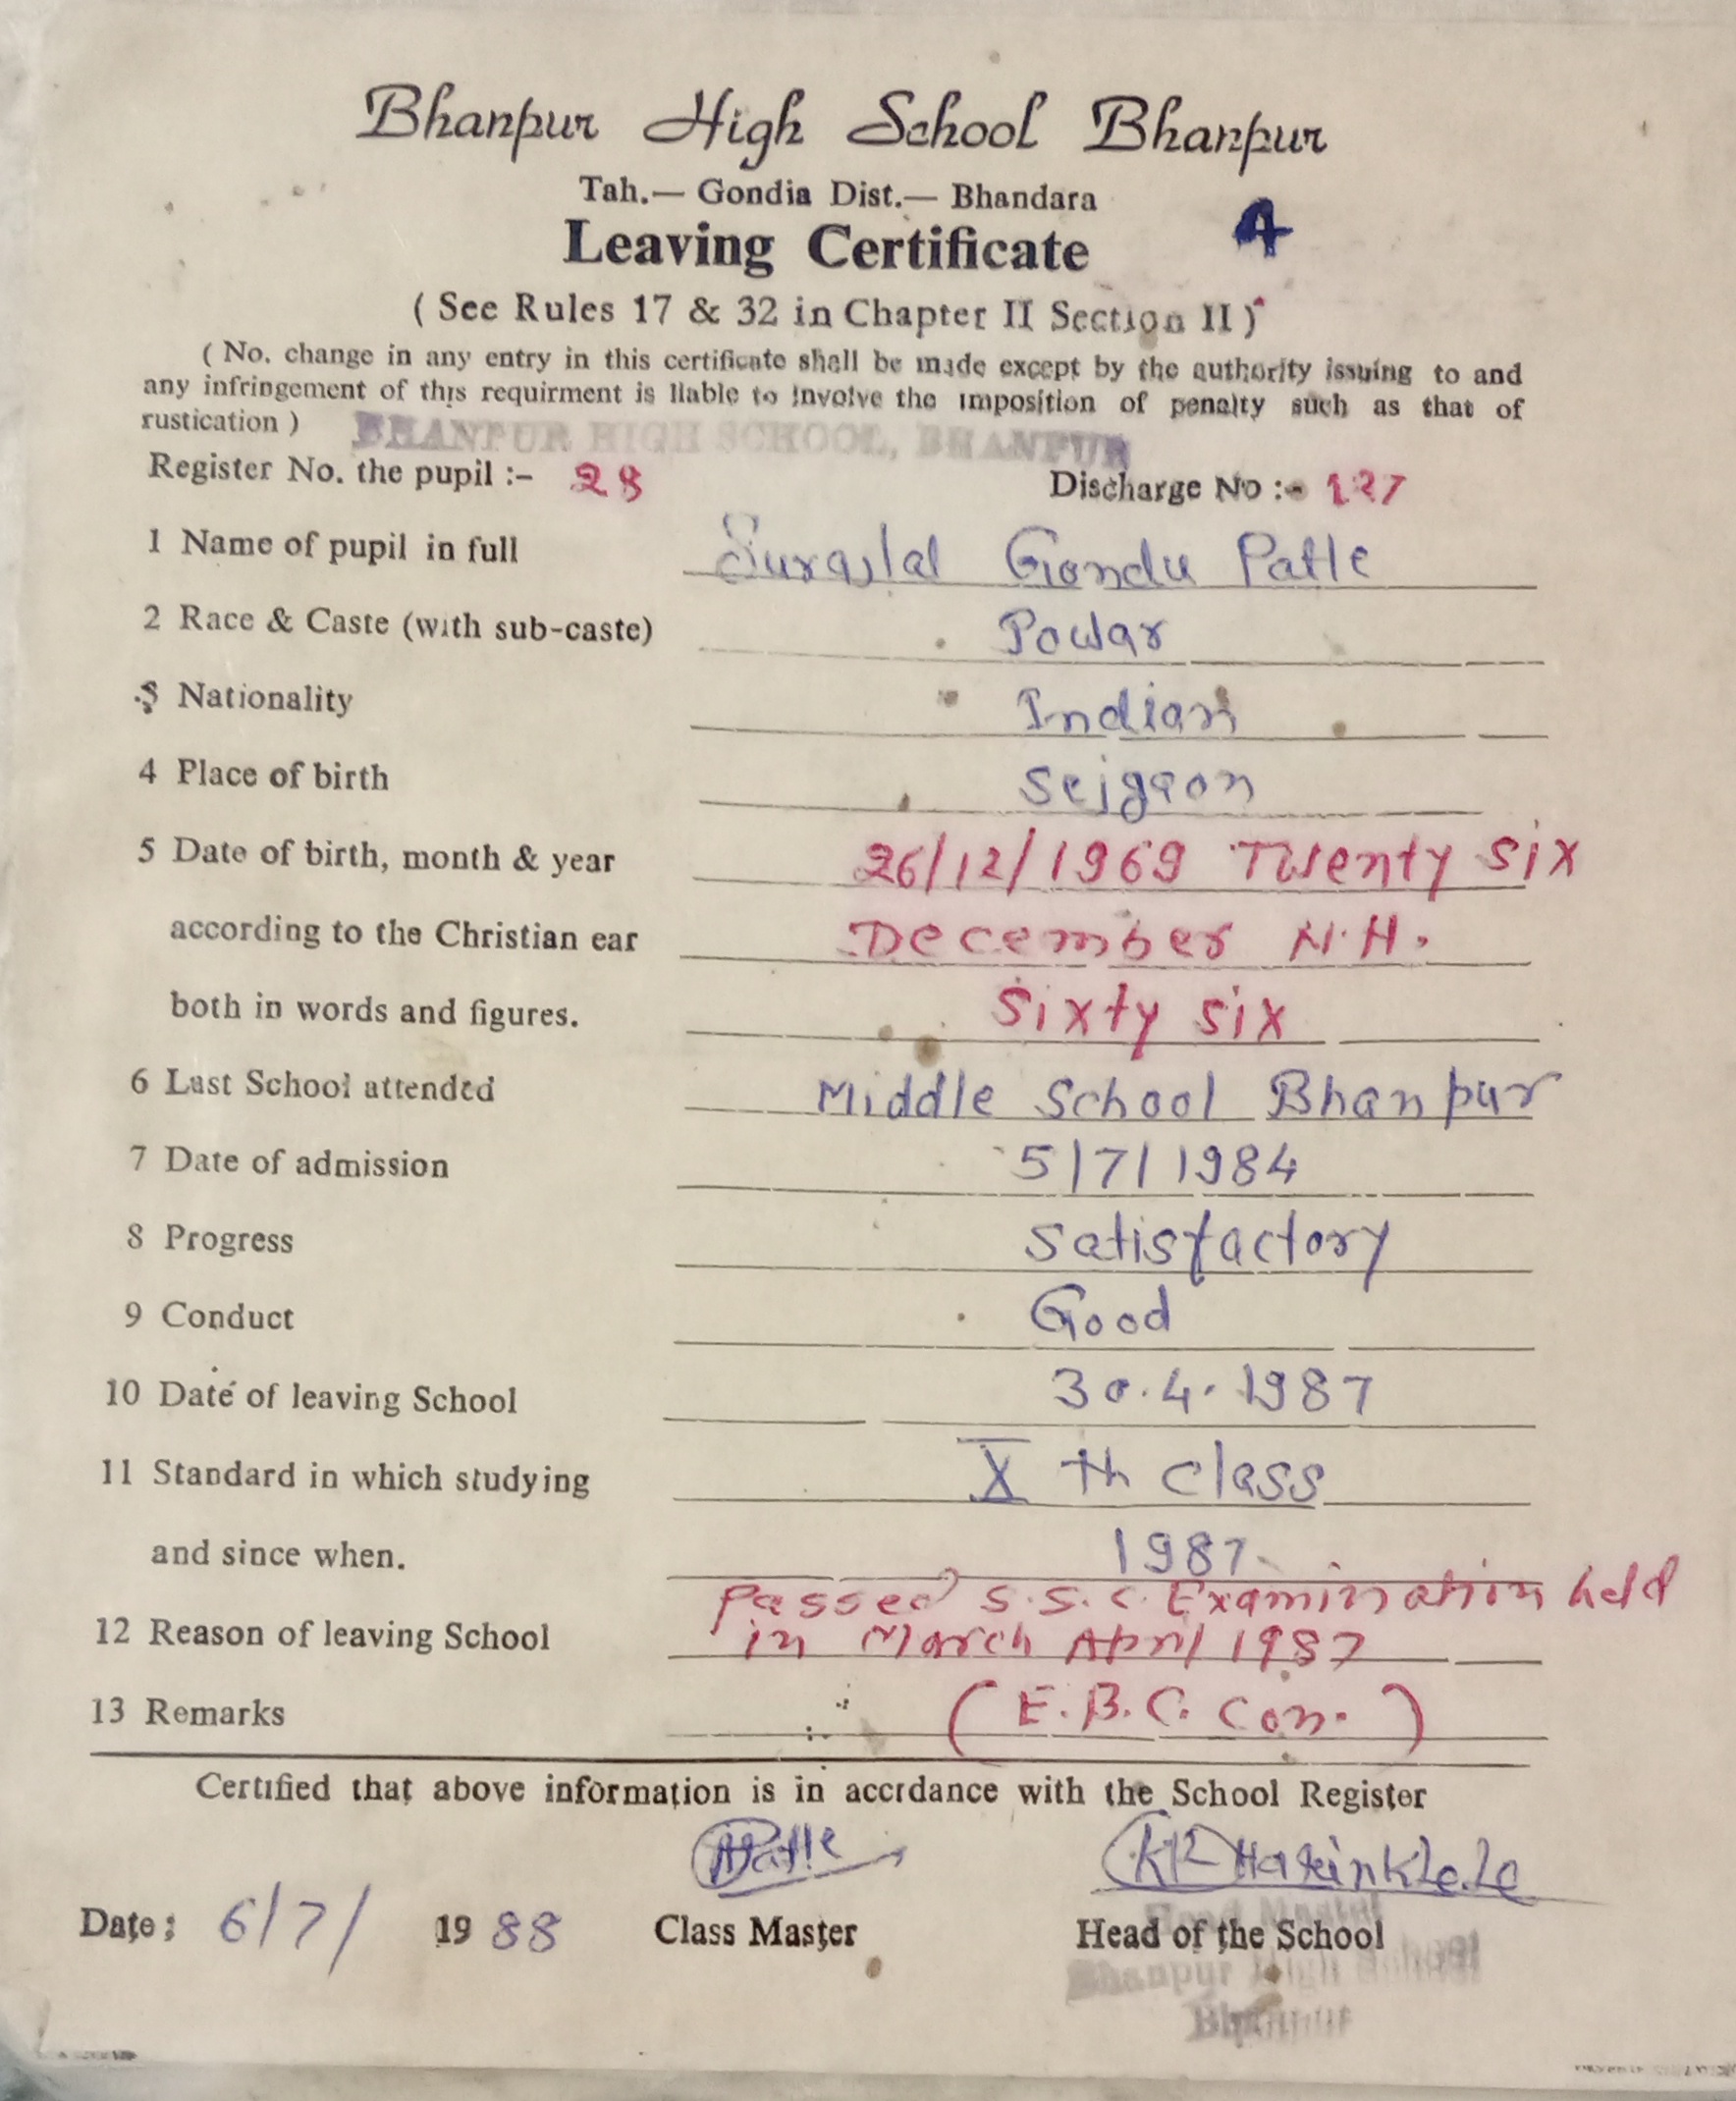 Bhanpur High School Bhanpur
Tah.— Gondia Dist.— Bhandara
Leaving Certificate 4
( See Rules 17 & 32 in Chapter II Section II )
( No. change in any entry in this certificate shall be made except by the authority issuing to and
any infringement of this requirment is liable to involve the imposition of penalty such as that of
rustication )
BHANPUR HIGH SCHOOL, BHANPUR
Register No. the pupil :- 28 Discharge No :- 127
1 Name of pupil in full Surajlal Gondu Patle
2 Race & Caste (with sub-caste) Powar
3 Nationality Indian
4 Place of birth Sejgaon
5 Date of birth, month & year 26/12/1969 Twenty six
according to the Christian ear December N.H.
both in words and figures. Sixty six
6 Last School attended Middle School Bhanpur
7 Date of admission 5/7/1984
8 Progress Satisfactory
9 Conduct Good
10 Date of leaving School 30.4.1987
11 Standard in which studying X th class
and since when. 1987
12 Reason of leaving School Passed S.S.C. Examination held
in March April 1987
13 Remarks ( E.B.C. Con. )
Certified that above information is in accrdance with the School Register
Patle
Date ; 6/7/ 1988 Class Master Head of the School
Head Master
Bhanpur High School
Bhanpur